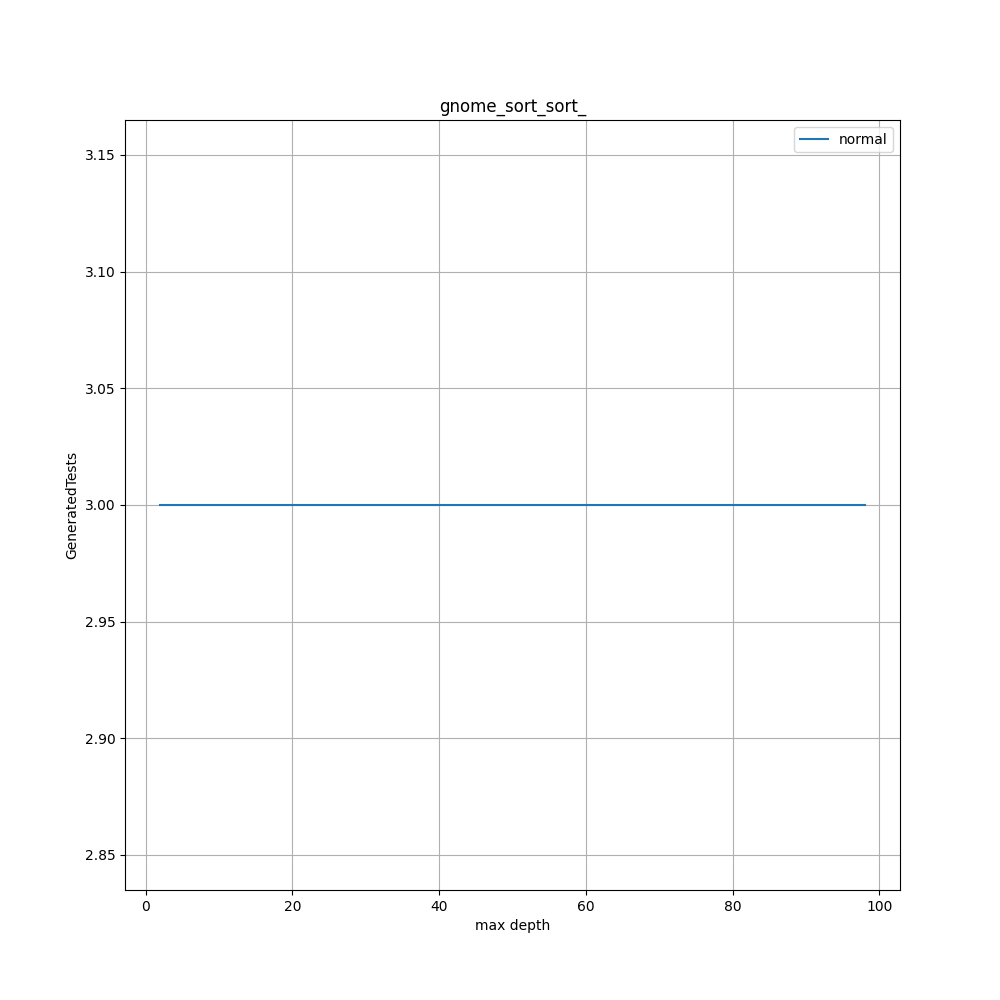 gnome_sort_sort_
normal
3.15
3.10
3.05
3.00
2.95
2.90
2.85
GeneratedTests
0 20 40 60 80 100
max depth